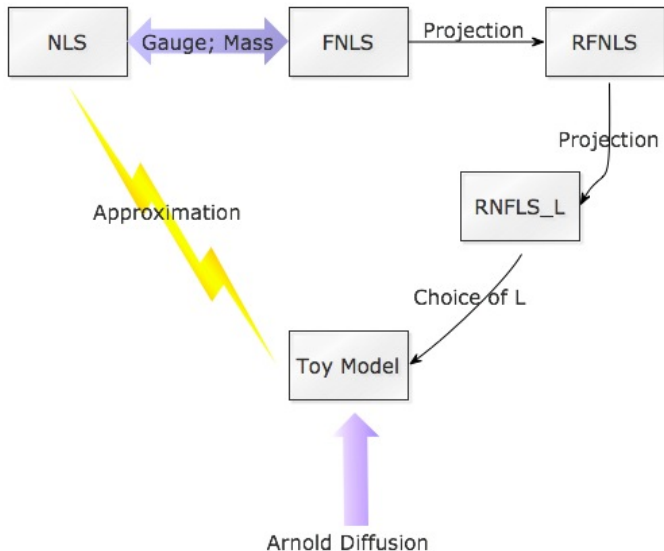 NLS
Gauge; Mass
FNLS
Projection
RFNLS
Projection
RNFLS_L
Approximation
Choice of L
Toy Model
Arnold Diffusion